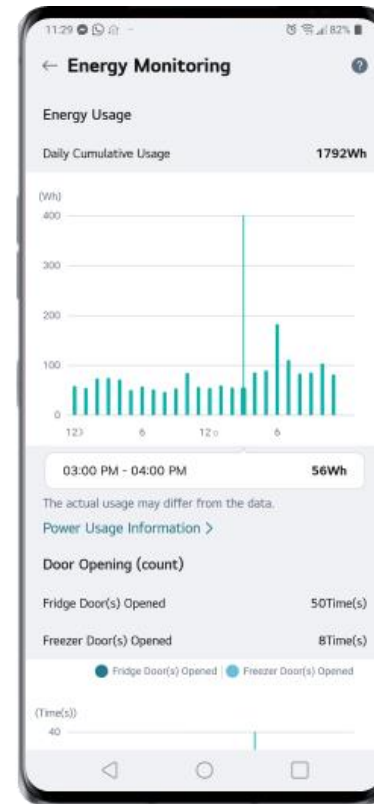 11:29 82%
← Energy Monitoring ?
Energy Usage
Daily Cumulative Usage 1792Wh
(Wh)
400
300
200
100
0
6 6
03:00 PM - 04:00 PM 56Wh
The actual usage may differ from the data.
Power Usage Information >
Door Opening (count)
Fridge Door(s) Opened 50Time(s)
Freezer Door(s) Opened 8Time(s)
Fridge Door(s) Opened Freezer Door(s) Opened
(Time(s))
40